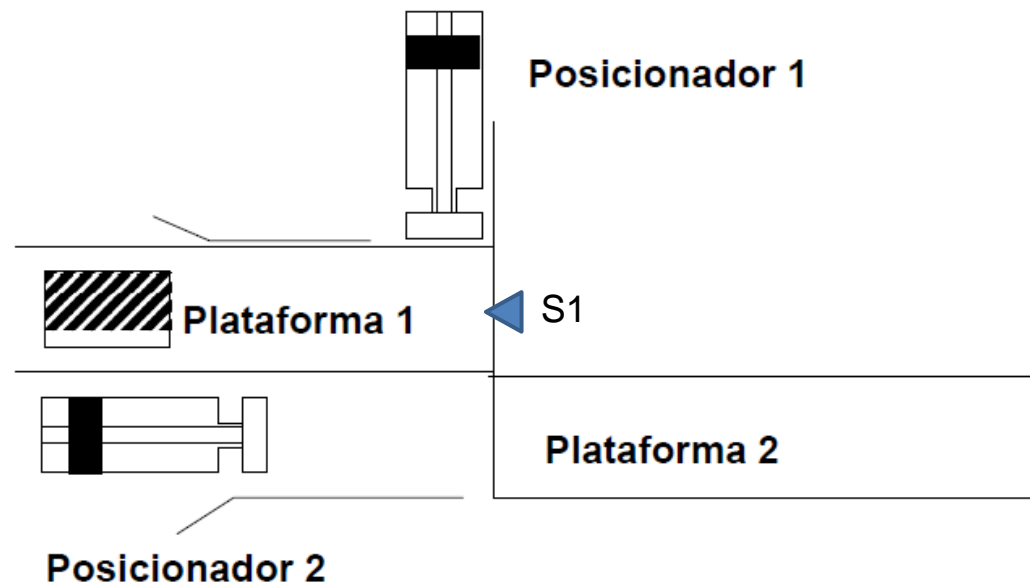 Posicionador 1
S1
Plataforma 1
Plataforma 2
Posicionador 2